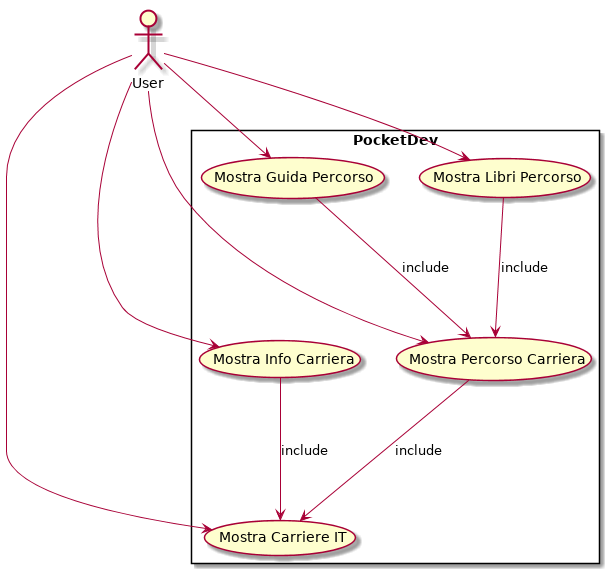 User
PocketDev
Mostra Guida Percorso
Mostra Libri Percorso
include
include
Mostra Info Carriera
Mostra Percorso Carriera
include
include
Mostra Carriere IT